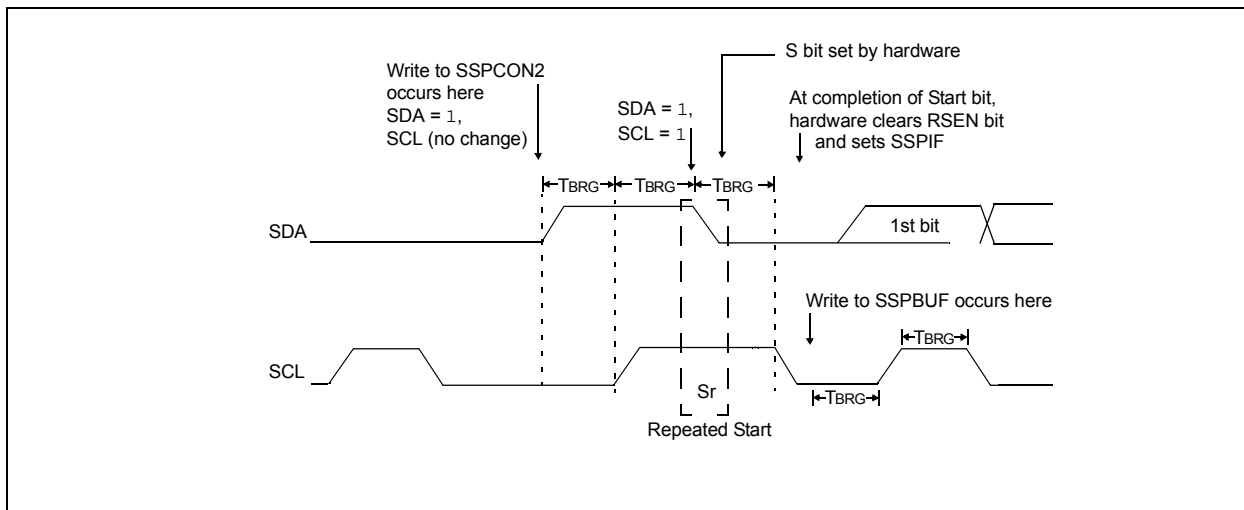 S bit set by hardware
Write to SSPCON2
occurs here
SDA = 1,
SCL (no change)
SDA = 1,
SCL = 1
At completion of Start bit,
hardware clears RSEN bit
and sets SSPIF
TBRG TBRG TBRG
SDA
1st bit
Write to SSPBUF occurs here
TBRG
SCL
Sr
TBRG
Repeated Start